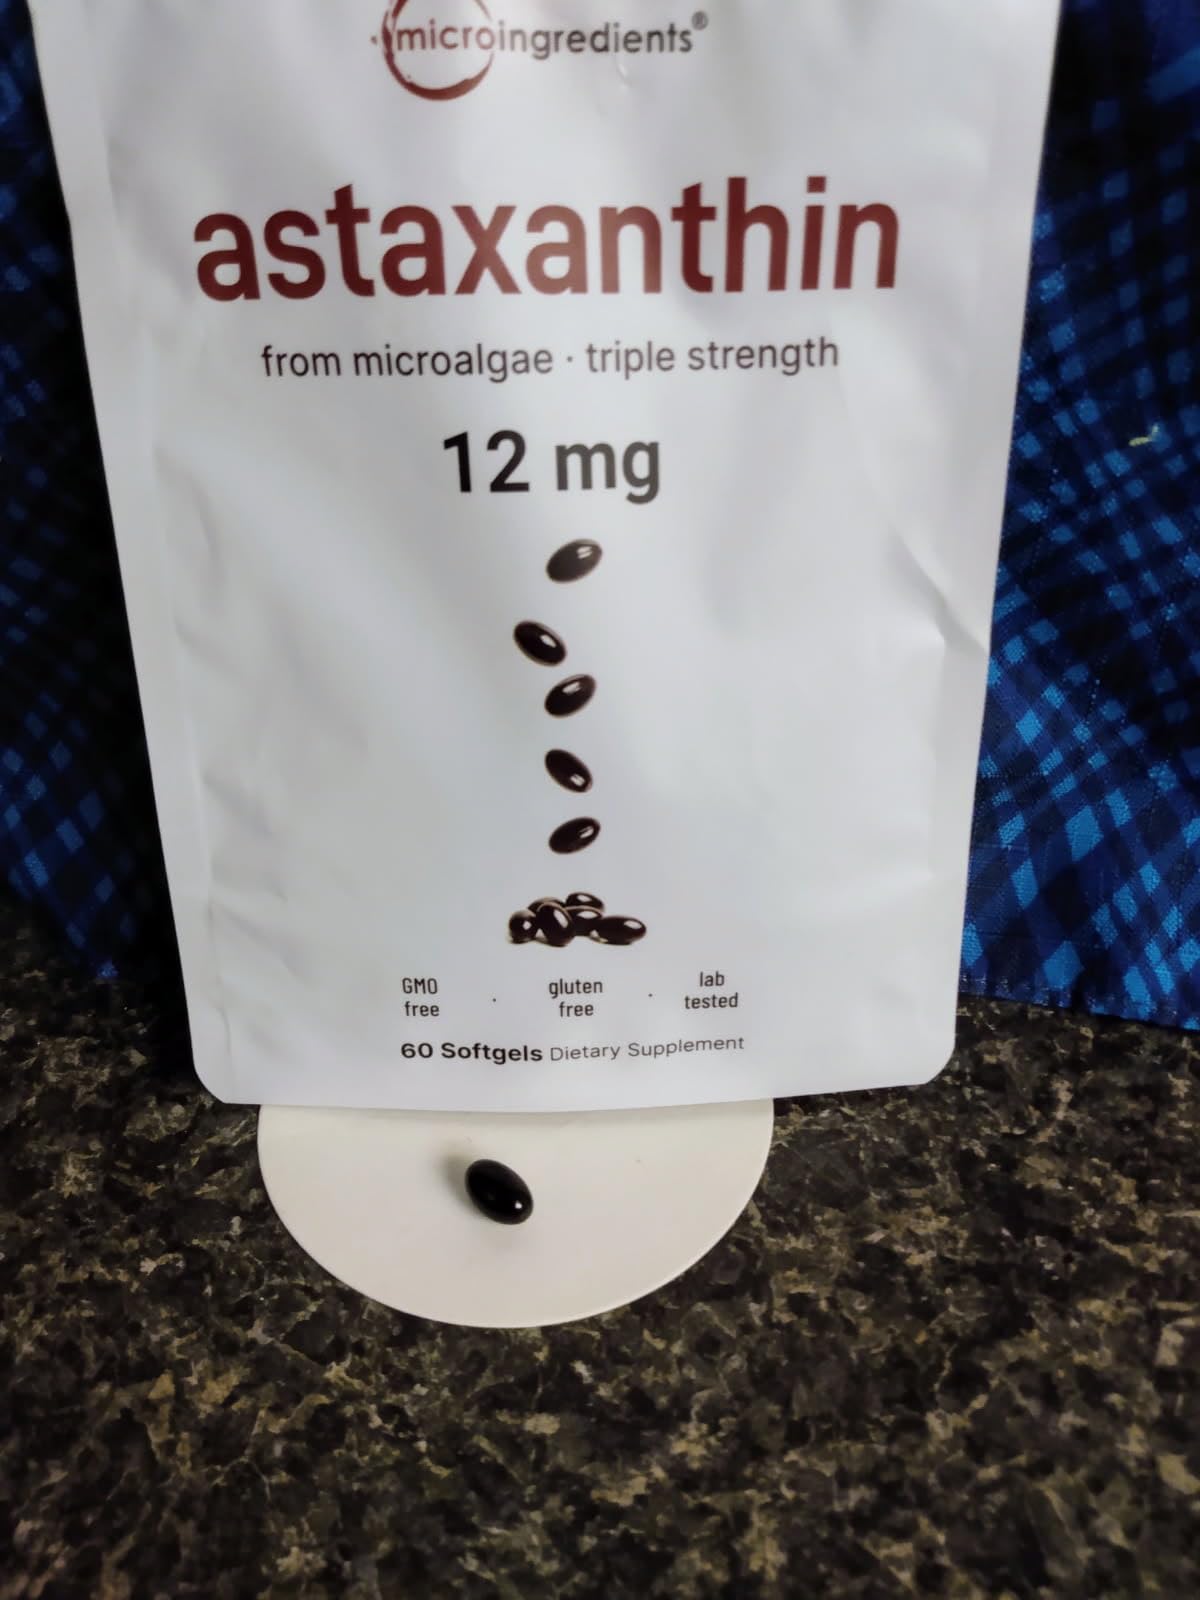 microingredients®
astaxanthin
from microalgae · triple strength
12 mg
GMO free · gluten free · lab tested
60 Softgels Dietary Supplement